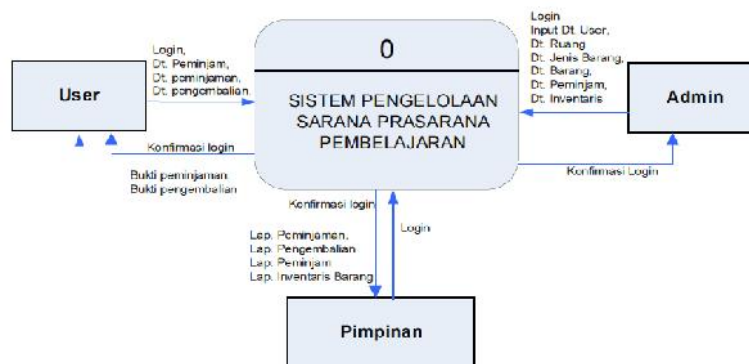 0
SISTEM PENGELOLAAN
SARANA PRASARANA
PEMBELAJARAN
User
Login,
Dt. Peminjam,
Dt. peminjaman,
Dt. pengembalian
Konfirmasi login
Bukti peminjaman
Bukti pengembalian
Login
Input Dt. User,
Dt. Ruang
Dt. Jenis Barang,
Dt. Barang,
Dt. Peminjam,
Dt. Inventaris
Admin
Konfirmasi Login
Konfirmasi login
Lap. Peminjaman,
Lap. Pengembalian
Lap. Peminjam
Lap. Inventaris Barang
Login
Pimpinan